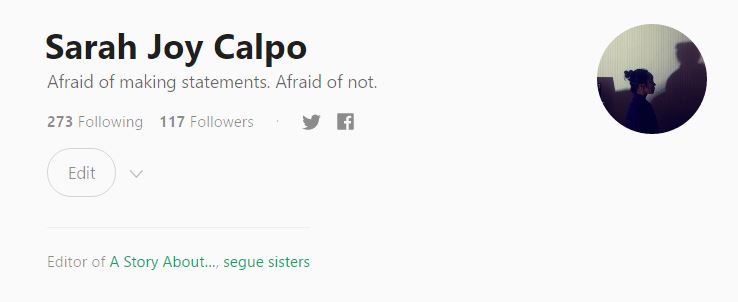 Sarah Joy Calpo
Afraid of making statements. Afraid of not.
273 Following 117 Followers ·
Edit
Editor of A Story About..., segue sisters